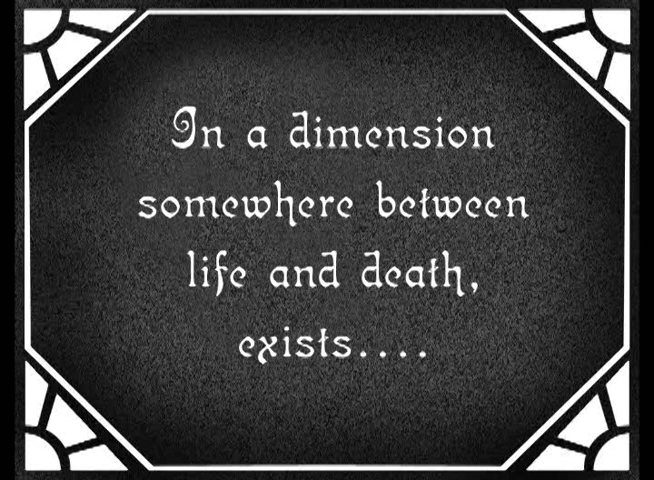 In a dimension
somewhere between
life and death,
exists....